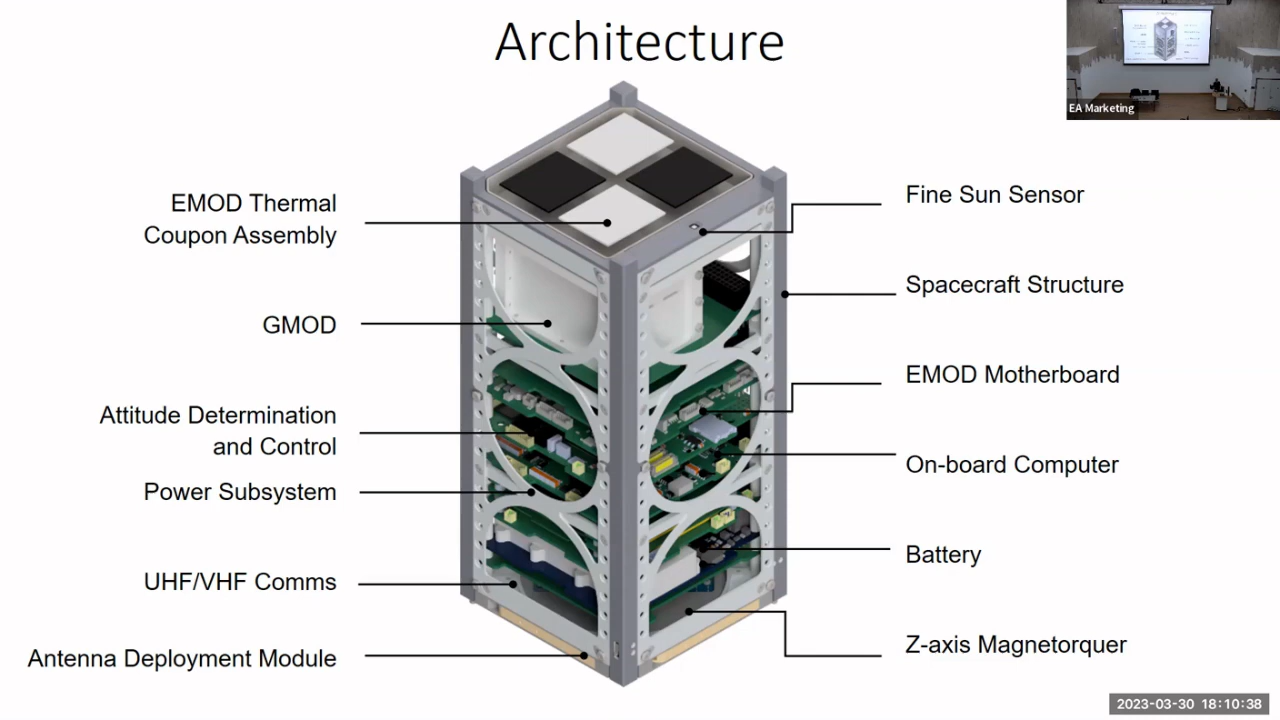 Architecture
EA Marketing
EMOD Thermal
Coupon Assembly
GMOD
Attitude Determination
and Control
Power Subsystem
UHF/VHF Comms
Antenna Deployment Module
Fine Sun Sensor
Spacecraft Structure
EMOD Motherboard
On-board Computer
Battery
Z-axis Magnetorquer
2023-03-30 18:10:38